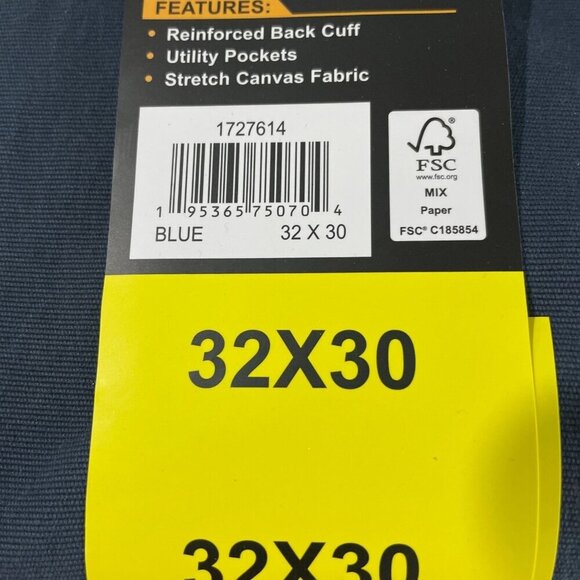 FEATURES:
• Reinforced Back Cuff
• Utility Pockets
• Stretch Canvas Fabric
1727614
1 95365 75070 4
BLUE 32 X 30
FSC
www.fsc.org
MIX
Paper
FSC® C185854
32X30
32X30